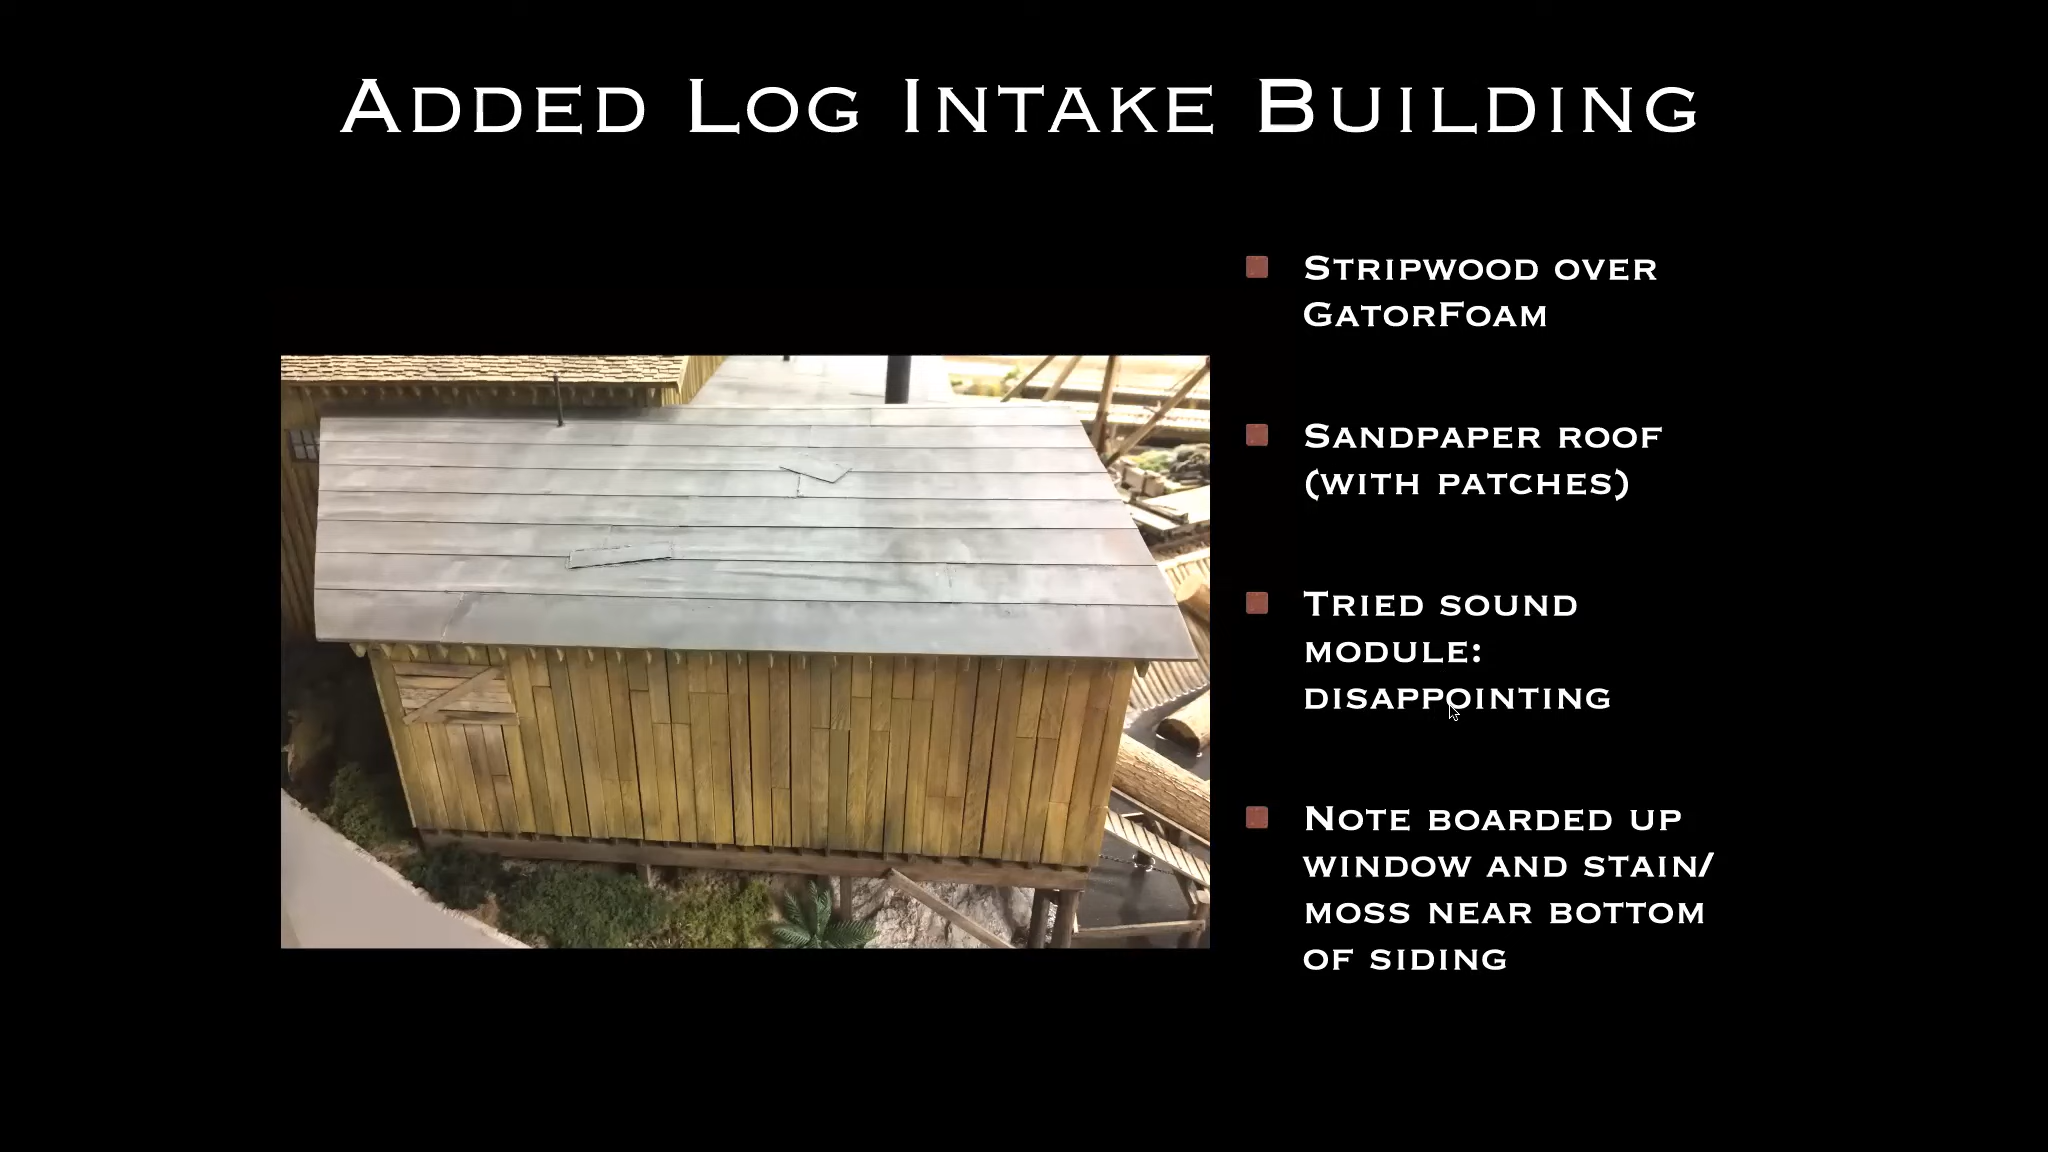 Added Log Intake Building
Stripwood over
GatorFoam
Sandpaper roof
(with patches)
Tried sound
module:
disappointing
Note boarded up
window and stain/
moss near bottom
of siding